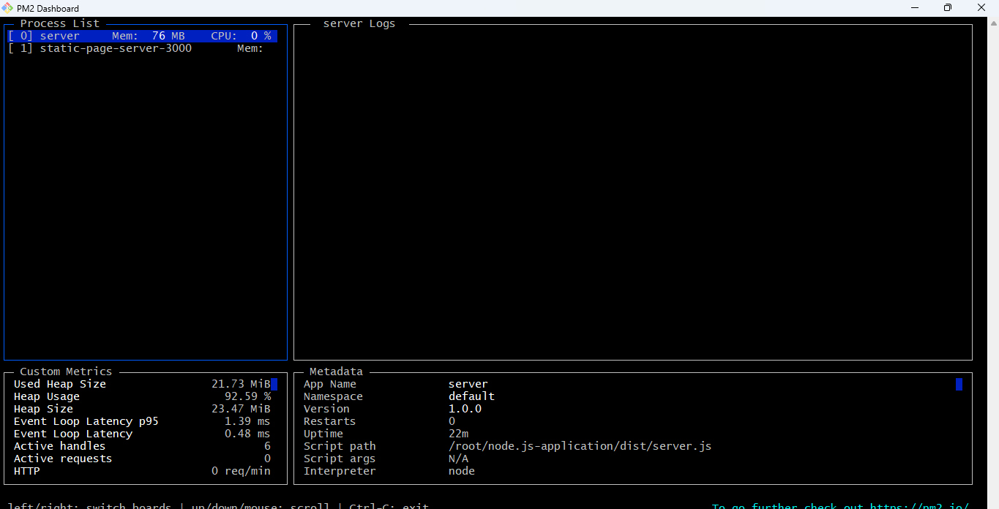 PM2 Dashboard
Process List
[ 0] server Mem: 76 MB CPU: 0 %
[ 1] static-page-server-3000 Mem:
server Logs
Custom Metrics
Used Heap Size 21.73 MiB
Heap Usage 92.59 %
Heap Size 23.47 MiB
Event Loop Latency p95 1.39 ms
Event Loop Latency 0.48 ms
Active handles 6
Active requests 0
HTTP 0 req/min
Metadata
App Name server
Namespace default
Version 1.0.0
Restarts 0
Uptime 22m
Script path /root/node.js-application/dist/server.js
Script args N/A
Interpreter node
left/right: switch boards | up/down/mouse: scroll | Ctrl-C: exit
To go further check out https://pm2.io/